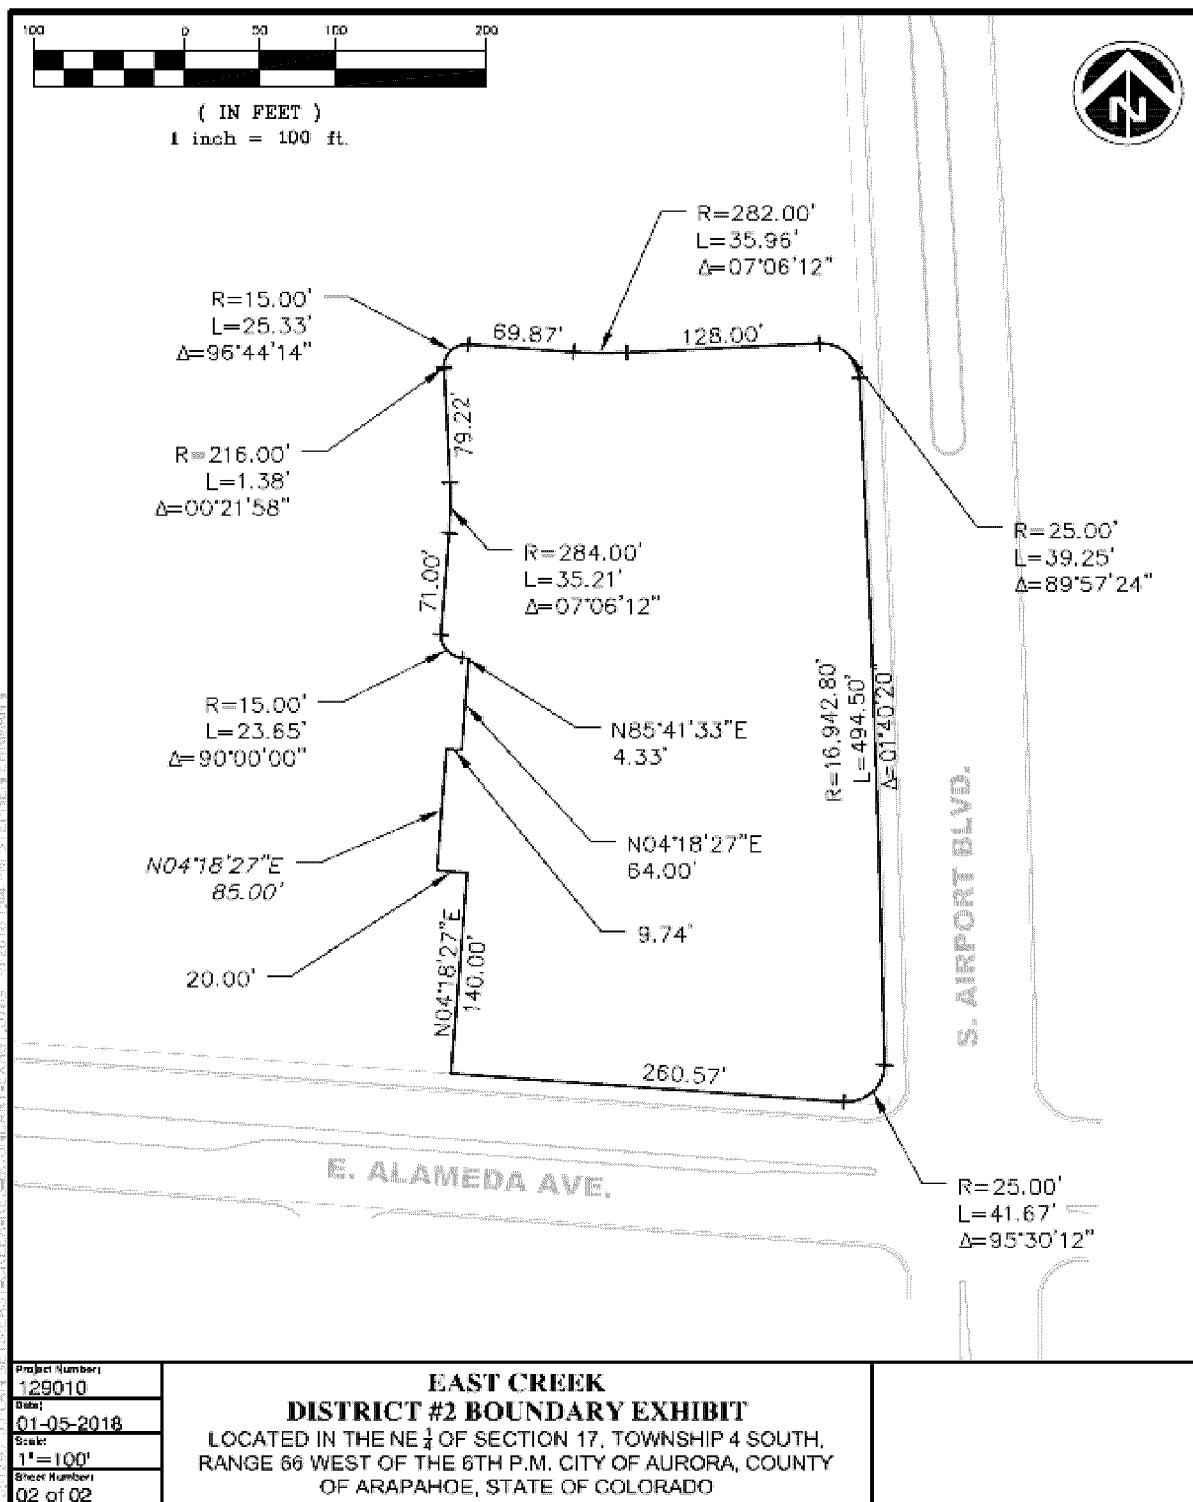 100 0 50 100 200
( IN FEET )
1 inch = 100 ft.
N
R=282.00'
L=35.96'
Δ=07°06'12"
R=15.00'
L=25.33'
Δ=96°44'14"
69.87'
128.00'
79.22'
R=216.00'
L=1.38'
Δ=00°21'58"
R=25.00'
L=39.25'
Δ=89°57'24"
R=284.00'
L=35.21'
Δ=07°06'12"
71.00'
R=15.00'
L=23.65'
Δ=90°00'00"
N85°41'33"E
4.33'
R=16,942.80'
L=494.50'
Δ=01°40'20"
N04°18'27"E
64.00'
N04°18'27"E
85.00'
9.74'
20.00'
N04°18'27"E
140.00'
S. AIRPORT BLVD.
260.57'
E. ALAMEDA AVE.
R=25.00'
L=41.67'
Δ=95°30'12"
Project Number:
129010
Date:
01-05-2018
Scale:
1"=100'
Sheet Number:
02 of 02
EAST CREEK
DISTRICT #2 BOUNDARY EXHIBIT
LOCATED IN THE NE 1/4 OF SECTION 17, TOWNSHIP 4 SOUTH,
RANGE 66 WEST OF THE 6TH P.M. CITY OF AURORA, COUNTY
OF ARAPAHOE, STATE OF COLORADO